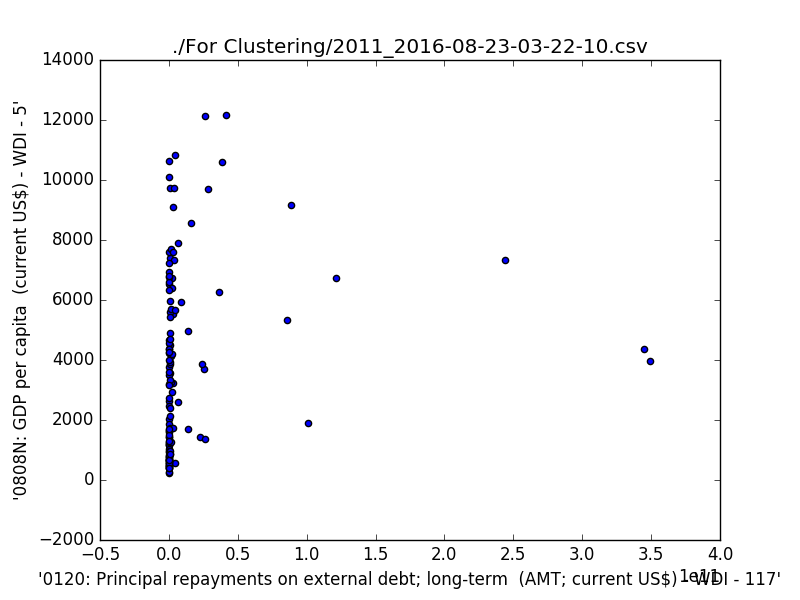 ./For Clustering/2011_2016-08-23-03-22-10.csv
14000
12000
10000
8000
6000
4000
2000
0
−2000
'0808N: GDP per capita  (current US$) - WDI - 5'
−0.5 0.0 0.5 1.0 1.5 2.0 2.5 3.0 3.5 4.0
1e11
'0120: Principal repayments on external debt; long-term  (AMT; current US$) - WDI - 117'